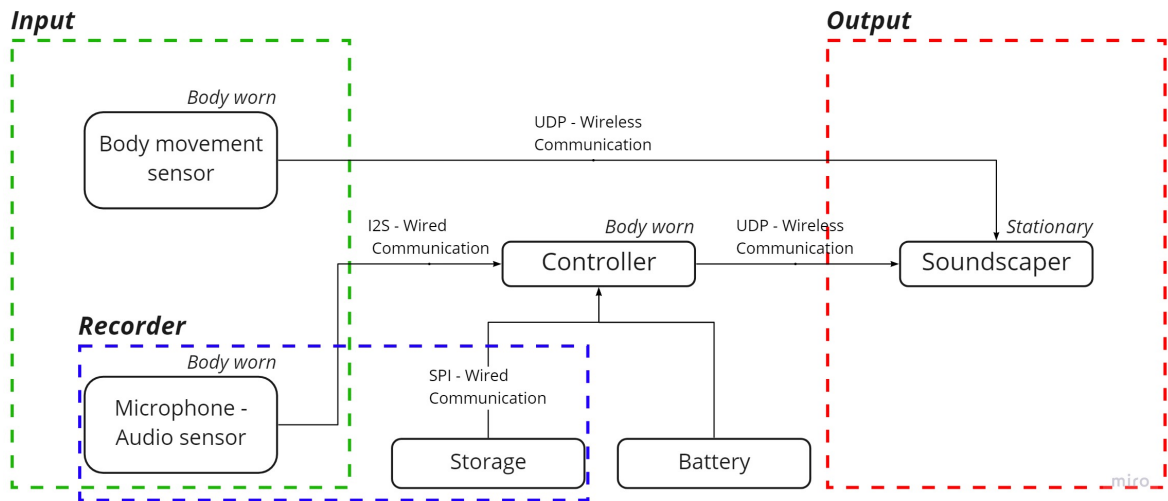 Input
Output
Body worn
Body movement
sensor
UDP - Wireless
Communication
I2S - Wired
Communication
Body worn
Controller
UDP - Wireless
Communication
Stationary
Soundscaper
Recorder
Body worn
Microphone -
Audio sensor
SPI - Wired
Communication
Storage
Battery
miro